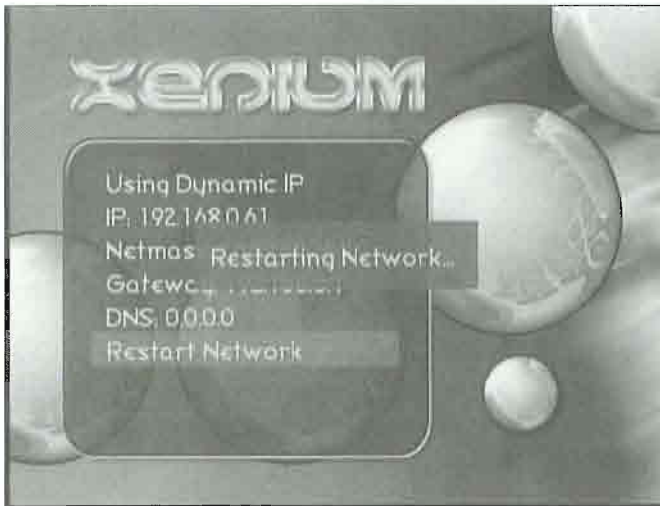 XENIUM
Using Dynamic IP
IP: 192.168.0.61
Netmas
Restarting Network...
Gatewa
DNS: 0.0.0.0
Restart Network